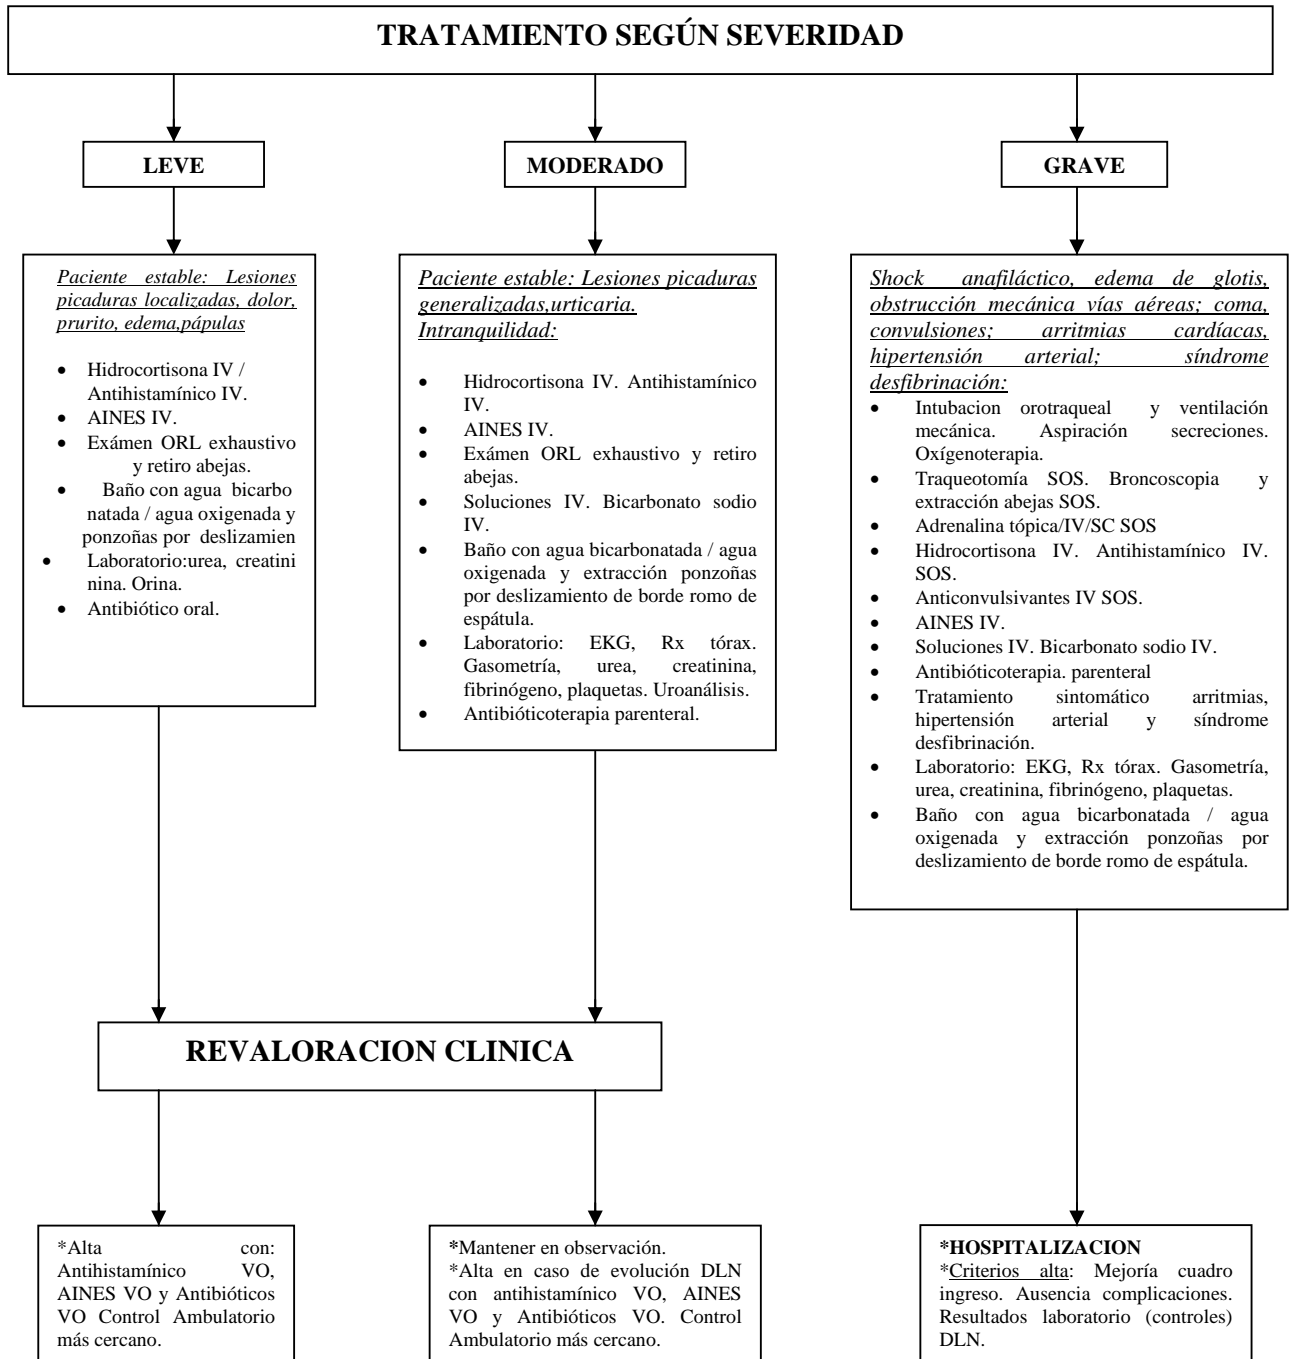 TRATAMIENTO SEGÚN SEVERIDAD
LEVE
MODERADO
GRAVE
Paciente estable: Lesiones
picaduras localizadas, dolor,
prurito, edema,pápulas
• Hidrocortisona IV /
Antihistamínico IV.
• AINES IV.
• Exámen ORL exhaustivo
y retiro abejas.
• Baño con agua bicarbo
natada / agua oxigenada y
ponzoñas por deslizamien
• Laboratorio:urea, creatini
nina. Orina.
• Antibiótico oral.
Paciente estable: Lesiones picaduras
generalizadas,urticaria.
Intranquilidad:
• Hidrocortisona IV. Antihistamínico
IV.
• AINES IV.
• Exámen ORL exhaustivo y retiro
abejas.
• Soluciones IV. Bicarbonato sodio
IV.
• Baño con agua bicarbonatada / agua
oxigenada y extracción ponzoñas
por deslizamiento de borde romo de
espátula.
• Laboratorio: EKG, Rx tórax.
Gasometría, urea, creatinina,
fibrinógeno, plaquetas. Uroanálisis.
• Antibióticoterapia parenteral.
Shock anafiláctico, edema de glotis,
obstrucción mecánica vías aéreas; coma,
convulsiones; arritmias cardíacas,
hipertensión arterial; síndrome
desfibrinación:
• Intubacion orotraqueal y ventilación
mecánica. Aspiración secreciones.
Oxígenoterapia.
• Traqueotomía SOS. Broncoscopia y
extracción abejas SOS.
• Adrenalina tópica/IV/SC SOS
• Hidrocortisona IV. Antihistamínico IV.
SOS.
• Anticonvulsivantes IV SOS.
• AINES IV.
• Soluciones IV. Bicarbonato sodio IV.
• Antibióticoterapia. parenteral
• Tratamiento sintomático arritmias,
hipertensión arterial y síndrome
desfibrinación.
• Laboratorio: EKG, Rx tórax. Gasometría,
urea, creatinina, fibrinógeno, plaquetas.
• Baño con agua bicarbonatada / agua
oxigenada y extracción ponzoñas por
deslizamiento de borde romo de espátula.
REVALORACION CLINICA
*Alta con:
Antihistamínico VO,
AINES VO y Antibióticos
VO Control Ambulatorio
más cercano.
*Mantener en observación.
*Alta en caso de evolución DLN
con antihistamínico VO, AINES
VO y Antibióticos VO. Control
Ambulatorio más cercano.
*HOSPITALIZACION
*Criterios alta: Mejoría cuadro
ingreso. Ausencia complicaciones.
Resultados laboratorio (controles)
DLN.